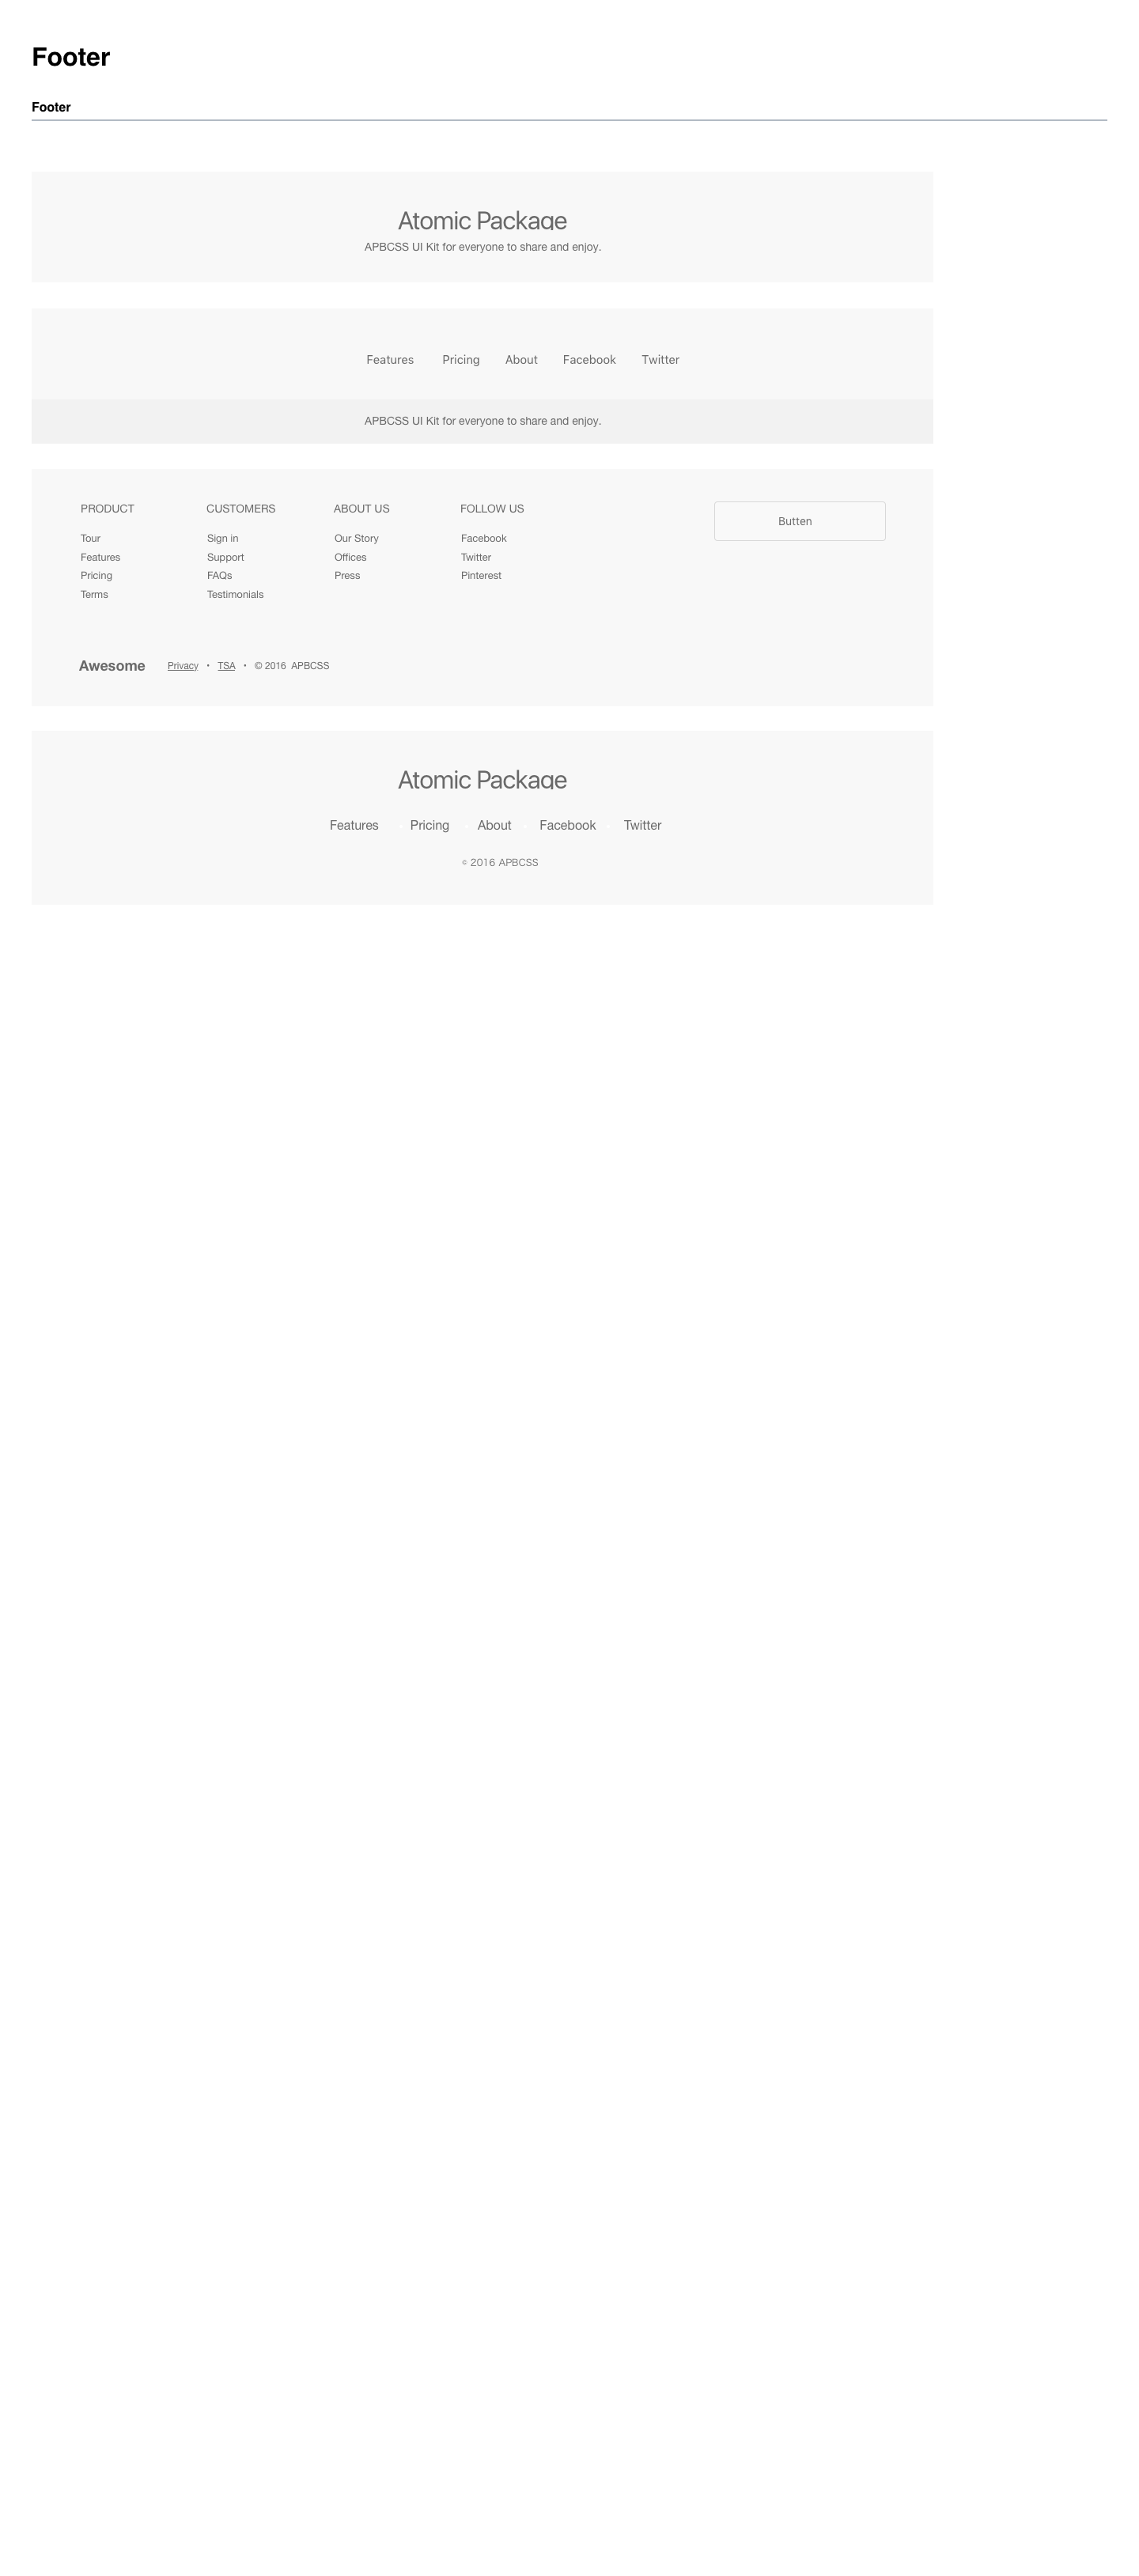 Footer
Footer
Atomic Package
APBCSS UI Kit for everyone to share and enjoy.
Features Pricing About Facebook Twitter
APBCSS UI Kit for everyone to share and enjoy.
PRODUCT CUSTOMERS ABOUT US FOLLOW US
Butten
Tour Sign in Our Story Facebook
Features Support Offices Twitter
Pricing FAQs Press Pinterest
Terms Testimonials
Awesome Privacy • TSA • © 2016 APBCSS
Atomic Package
Features Pricing About Facebook Twitter
© 2016 APBCSS